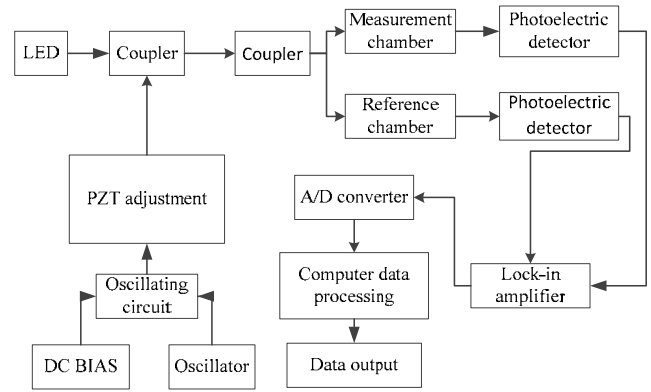 LED
Coupler
Coupler
Measurement
chamber
Photoelectric
detector
Reference
chamber
Photoelectric
detector
PZT adjustment
A/D converter
Oscillating
circuit
Computer data
processing
Lock-in
amplifier
DC BIAS
Oscillator
Data output